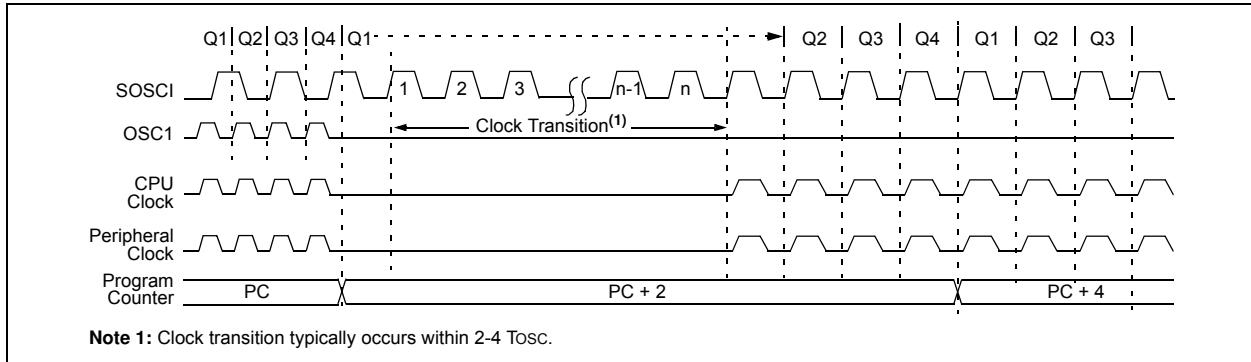 Q1 Q2 Q3 Q4 Q1 Q2 Q3 Q4 Q1 Q2 Q3
SOSCI 1 2 3 n-1 n
OSC1 Clock Transition(1)
CPU
Clock
Peripheral
Clock
Program
Counter PC PC + 2 PC + 4
Note 1: Clock transition typically occurs within 2-4 TOSC.